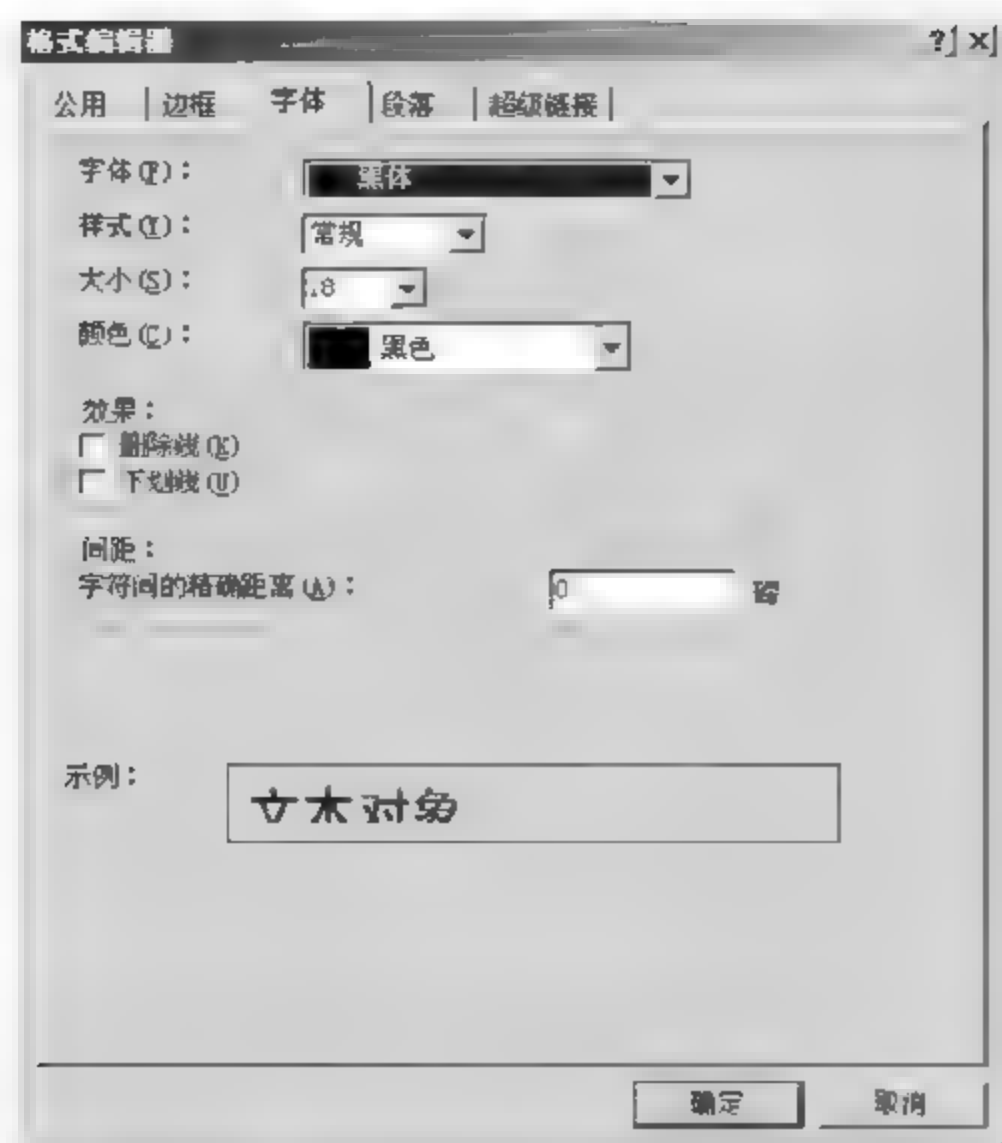 格式编辑器
公用 边框 字体 段落 超级链接
字体(F)： 黑体
样式(Y)： 常规
大小(S)：
颜色(C)： 黑色
效果：
删除线(K)
下划线(U)
间距：
字符间的精确距离(A)： 0 磅
示例：
对象
确定 取消